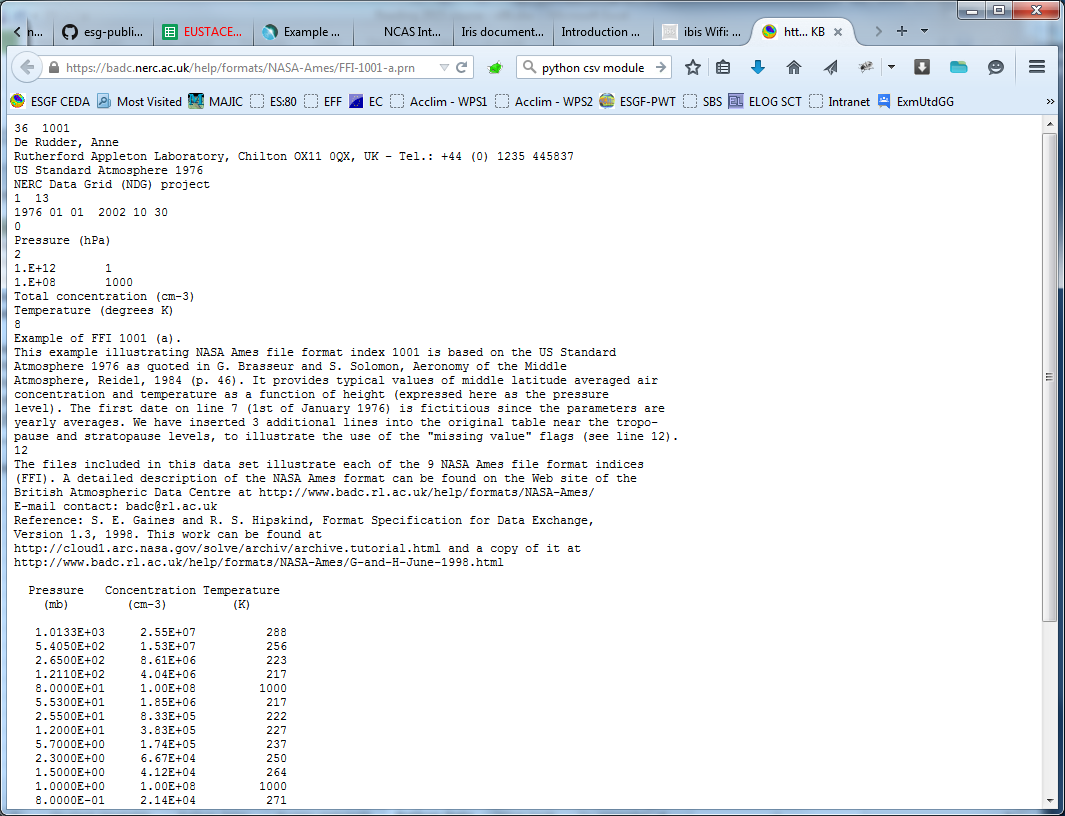 n...
esg-publi...
EUSTACE...
Example ...
NCAS Int...
Iris documen...
Introduction ...
ibis Wifi: ...
htt... KB
https://badc.nerc.ac.uk/help/formats/NASA-Ames/FFI-1001-a.prn
python csv module
ESGF CEDA
Most Visited
MAJIC
ES:80
EFF
EC
Acclim - WPS1
Acclim - WPS2
ESGF-PWT
SBS
ELOG SCT
Intranet
ExmUtdGG
36 1001
De Rudder, Anne
Rutherford Appleton Laboratory, Chilton OX11 0QX, UK - Tel.: +44 (0) 1235 445837
US Standard Atmosphere 1976
NERC Data Grid (NDG) project
1 13
1976 01 01 2002 10 30
0
Pressure (hPa)
2
1.E+12 1
1.E+08 1000
Total concentration (cm-3)
Temperature (degrees K)
8
Example of FFI 1001 (a).
This example illustrating NASA Ames file format index 1001 is based on the US Standard
Atmosphere 1976 as quoted in G. Brasseur and S. Solomon, Aeronomy of the Middle
Atmosphere, Reidel, 1984 (p. 46). It provides typical values of middle latitude averaged air
concentration and temperature as a function of height (expressed here as the pressure
level). The first date on line 7 (1st of January 1976) is fictitious since the parameters are
yearly averages. We have inserted 3 additional lines into the original table near the tropo-
pause and stratopause levels, to illustrate the use of the "missing value" flags (see line 12).
12
The files included in this data set illustrate each of the 9 NASA Ames file format indices
(FFI). A detailed description of the NASA Ames format can be found on the Web site of the
British Atmospheric Data Centre at http://www.badc.rl.ac.uk/help/formats/NASA-Ames/
E-mail contact: badc@rl.ac.uk
Reference: S. E. Gaines and R. S. Hipskind, Format Specification for Data Exchange,
Version 1.3, 1998. This work can be found at
http://cloud1.arc.nasa.gov/solve/archiv/archive.tutorial.html and a copy of it at
http://www.badc.rl.ac.uk/help/formats/NASA-Ames/G-and-H-June-1998.html
Pressure Concentration Temperature
(mb) (cm-3) (K)
1.0133E+03 2.55E+07 288
5.4050E+02 1.53E+07 256
2.6500E+02 8.61E+06 223
1.2110E+02 4.04E+06 217
8.0000E+01 1.00E+08 1000
5.5300E+01 1.85E+06 217
2.5500E+01 8.33E+05 222
1.2000E+01 3.83E+05 227
5.7000E+00 1.74E+05 237
2.3000E+00 6.67E+04 250
1.5000E+00 4.12E+04 264
1.0000E+00 1.00E+08 1000
8.0000E-01 2.14E+04 271